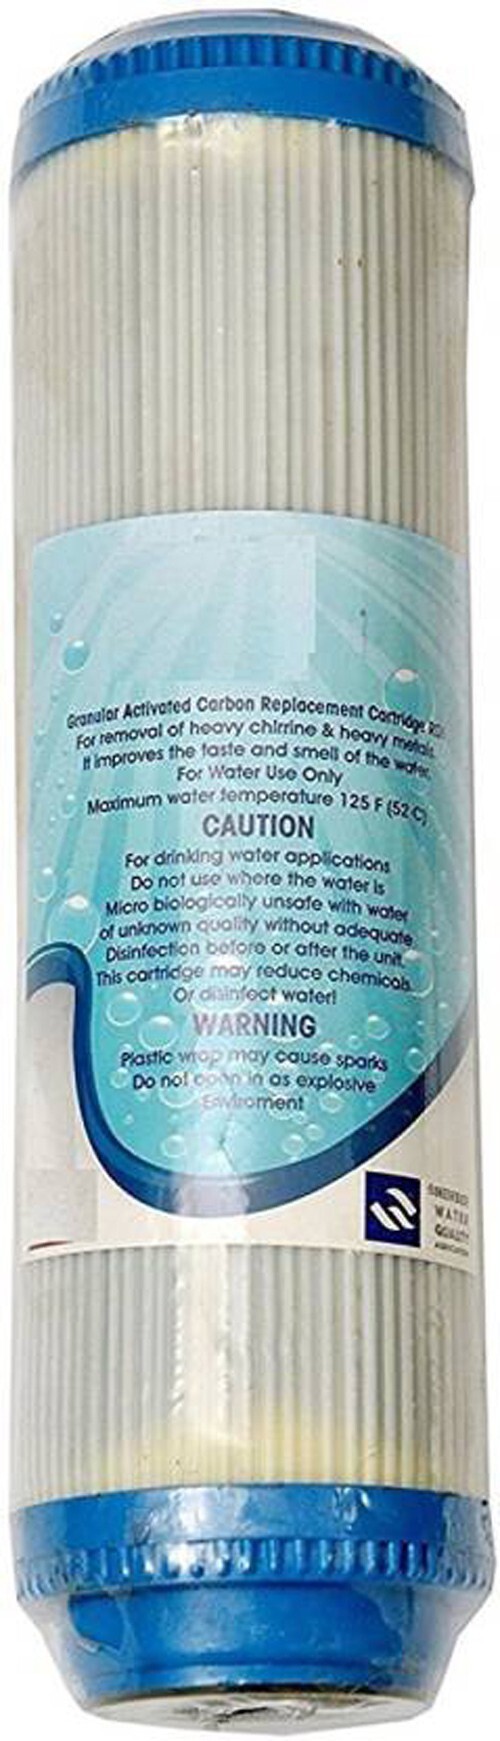 Granular Activated Carbon Replacement Cartridge
For removal of heavy chlrrine & heavy metals.
It improves the taste and smell of the water.
For Water Use Only
Maximum water temperature 125 F (52 C)
CAUTION
For drinking water applications
Do not use where the water is
Micro biologically unsafe with water
of unknown quality without adequate
Disinfection before or after the unit.
This cartridge may reduce chemicals
Or disinfect water!
WARNING
Plastic wrap may cause sparks
Do not open in as explosive
Enviroment
WATER
QUALITY